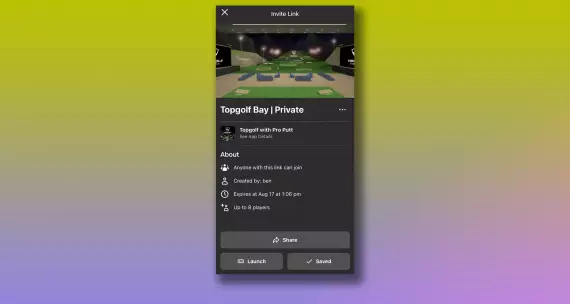 Invite Link
Topgolf Bay | Private
Topgolf with Pro Putt
See App Details
About
Anyone with this link can join
Created by: ben
Expires at Aug 17 at 1:06 pm
Up to 8 players
Share
Launch
Saved